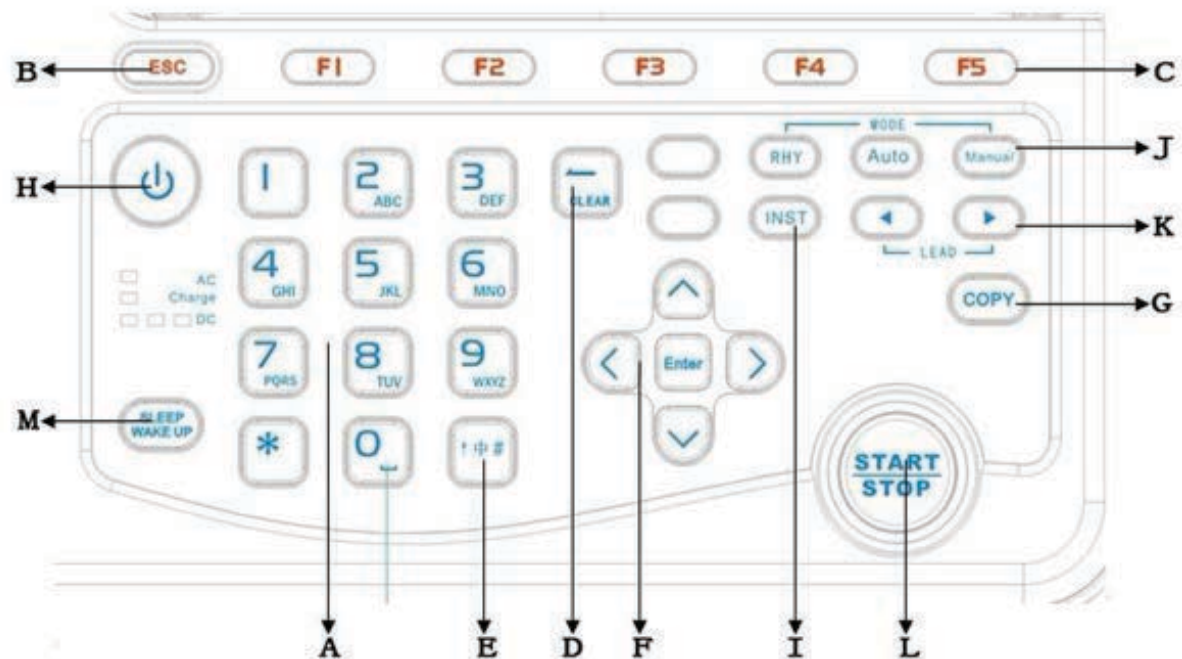 B ESC F1 F2 F3 F4 F5 C
MODE
H 1 2 ABC 3 DEF CLEAR RHY Auto Manual J
INST ◀ ▶ K
LEAD
4 GHI 5 JKL 6 MNO
AC
Charge
DC
COPY G
7 PQRS 8 TUV 9 WXYZ Enter
M SLEEP
WAKE UP
* 0 中 #
START
STOP
A E D F I L